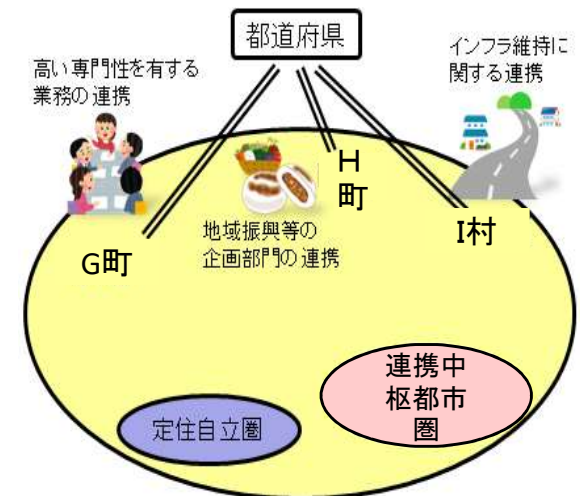 都道府県
高い専門性を有する
業務の連携
インフラ維持に
関する連携
H
町
地域振興等の
企画部門の連携
G町
I村
連携中
枢都市
圏
定住自立圏